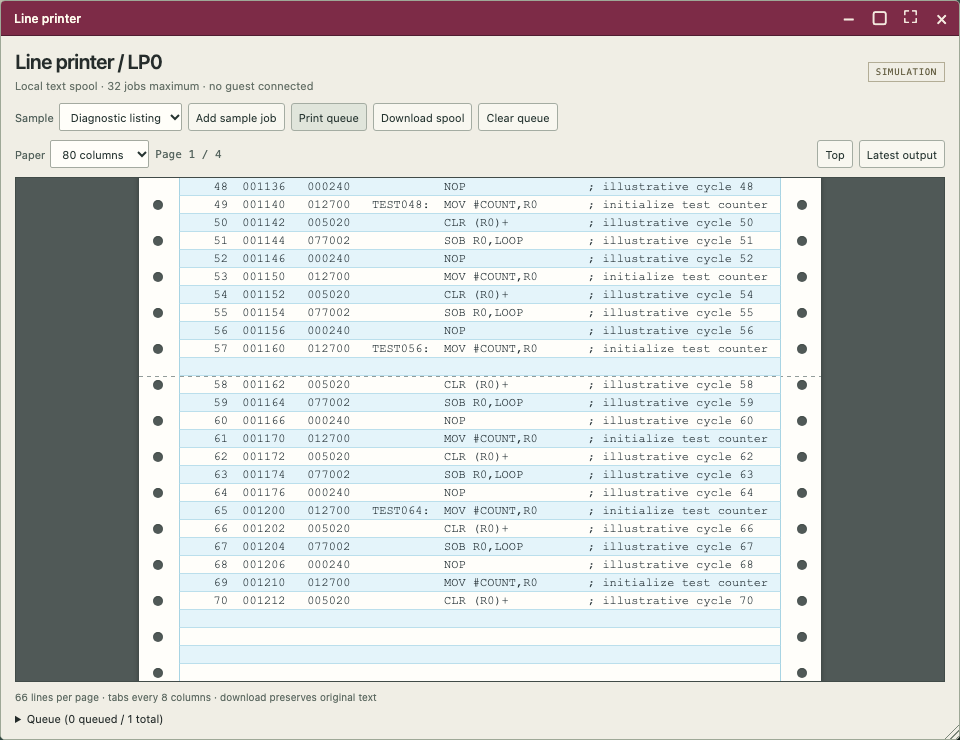 Line printer
Line printer / LP0
Local text spool · 32 jobs maximum · no guest connected
SIMULATION
Sample Diagnostic listing Add sample job Print queue Download spool Clear queue
Paper 80 columns Page 1 / 4 Top Latest output
48 001136 000240 NOP ; illustrative cycle 48
49 001140 012700 TEST048: MOV #COUNT,R0 ; initialize test counter
50 001142 005020 CLR (R0)+ ; illustrative cycle 50
51 001144 077002 SOB R0,LOOP ; illustrative cycle 51
52 001146 000240 NOP ; illustrative cycle 52
53 001150 012700 MOV #COUNT,R0 ; initialize test counter
54 001152 005020 CLR (R0)+ ; illustrative cycle 54
55 001154 077002 SOB R0,LOOP ; illustrative cycle 55
56 001156 000240 NOP ; illustrative cycle 56
57 001160 012700 TEST056: MOV #COUNT,R0 ; initialize test counter
58 001162 005020 CLR (R0)+ ; illustrative cycle 58
59 001164 077002 SOB R0,LOOP ; illustrative cycle 59
60 001166 000240 NOP ; illustrative cycle 60
61 001170 012700 MOV #COUNT,R0 ; initialize test counter
62 001172 005020 CLR (R0)+ ; illustrative cycle 62
63 001174 077002 SOB R0,LOOP ; illustrative cycle 63
64 001176 000240 NOP ; illustrative cycle 64
65 001200 012700 TEST064: MOV #COUNT,R0 ; initialize test counter
66 001202 005020 CLR (R0)+ ; illustrative cycle 66
67 001204 077002 SOB R0,LOOP ; illustrative cycle 67
68 001206 000240 NOP ; illustrative cycle 68
69 001210 012700 MOV #COUNT,R0 ; initialize test counter
70 001212 005020 CLR (R0)+ ; illustrative cycle 70
66 lines per page · tabs every 8 columns · download preserves original text
Queue (0 queued / 1 total)